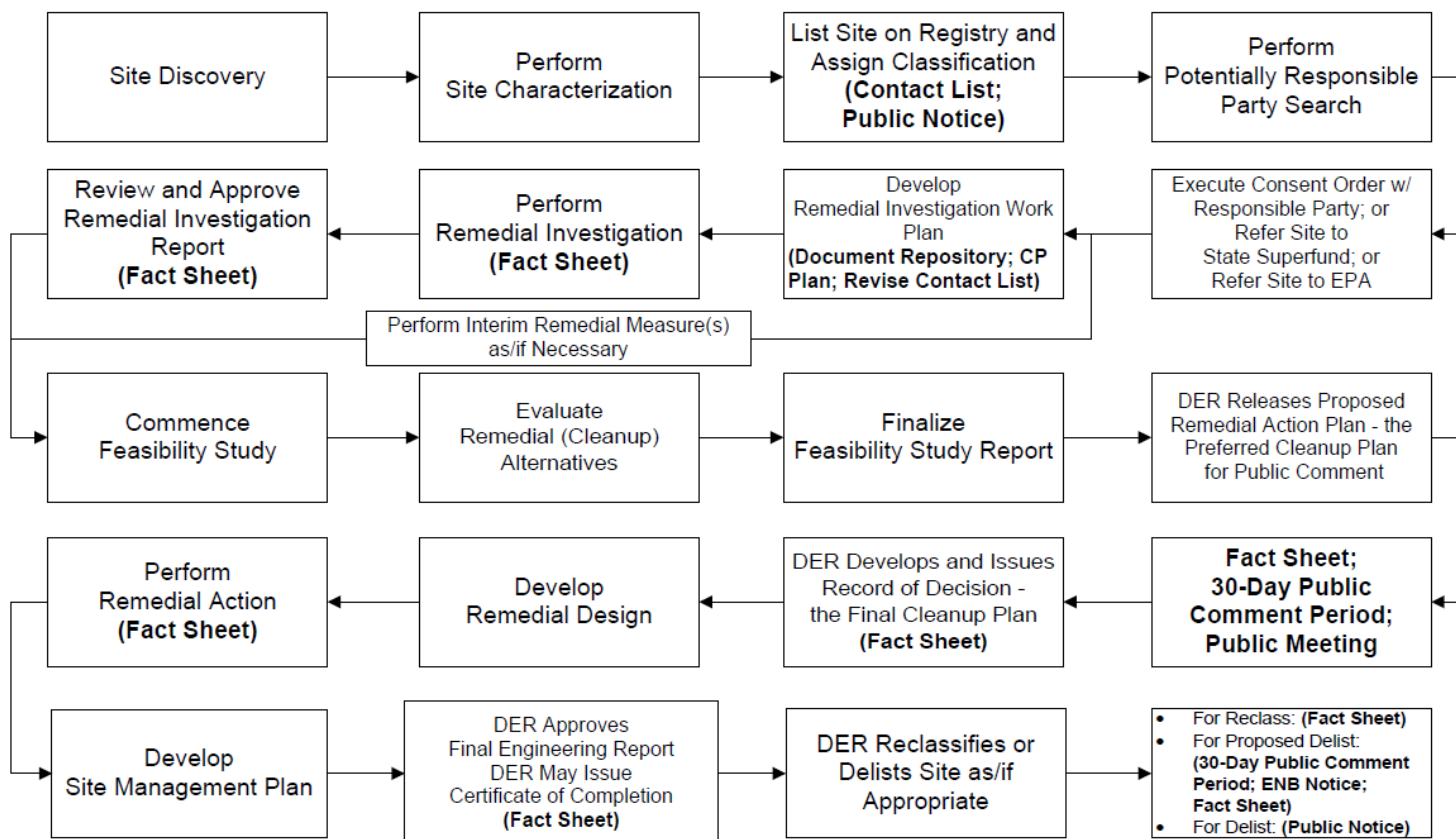 Site Discovery
Perform
Site Characterization
List Site on Registry and
Assign Classification
(Contact List;
Public Notice)
Perform
Potentially Responsible
Party Search
Execute Consent Order w/
Responsible Party; or
Refer Site to
State Superfund; or
Refer Site to EPA
Develop
Remedial Investigation Work
Plan
(Document Repository; CP
Plan; Revise Contact List)
Perform
Remedial Investigation
(Fact Sheet)
Review and Approve
Remedial Investigation
Report
(Fact Sheet)
Perform Interim Remedial Measure(s)
as/if Necessary
Commence
Feasibility Study
Evaluate
Remedial (Cleanup)
Alternatives
Finalize
Feasibility Study Report
DER Releases Proposed
Remedial Action Plan - the
Preferred Cleanup Plan
for Public Comment
Fact Sheet;
30-Day Public
Comment Period;
Public Meeting
DER Develops and Issues
Record of Decision -
the Final Cleanup Plan
(Fact Sheet)
Develop
Remedial Design
Perform
Remedial Action
(Fact Sheet)
Develop
Site Management Plan
DER Approves
Final Engineering Report
DER May Issue
Certificate of Completion
(Fact Sheet)
DER Reclassifies or
Delists Site as/if
Appropriate
• For Reclass: (Fact Sheet)
• For Proposed Delist:
(30-Day Public Comment
Period; ENB Notice;
Fact Sheet)
• For Delist: (Public Notice)